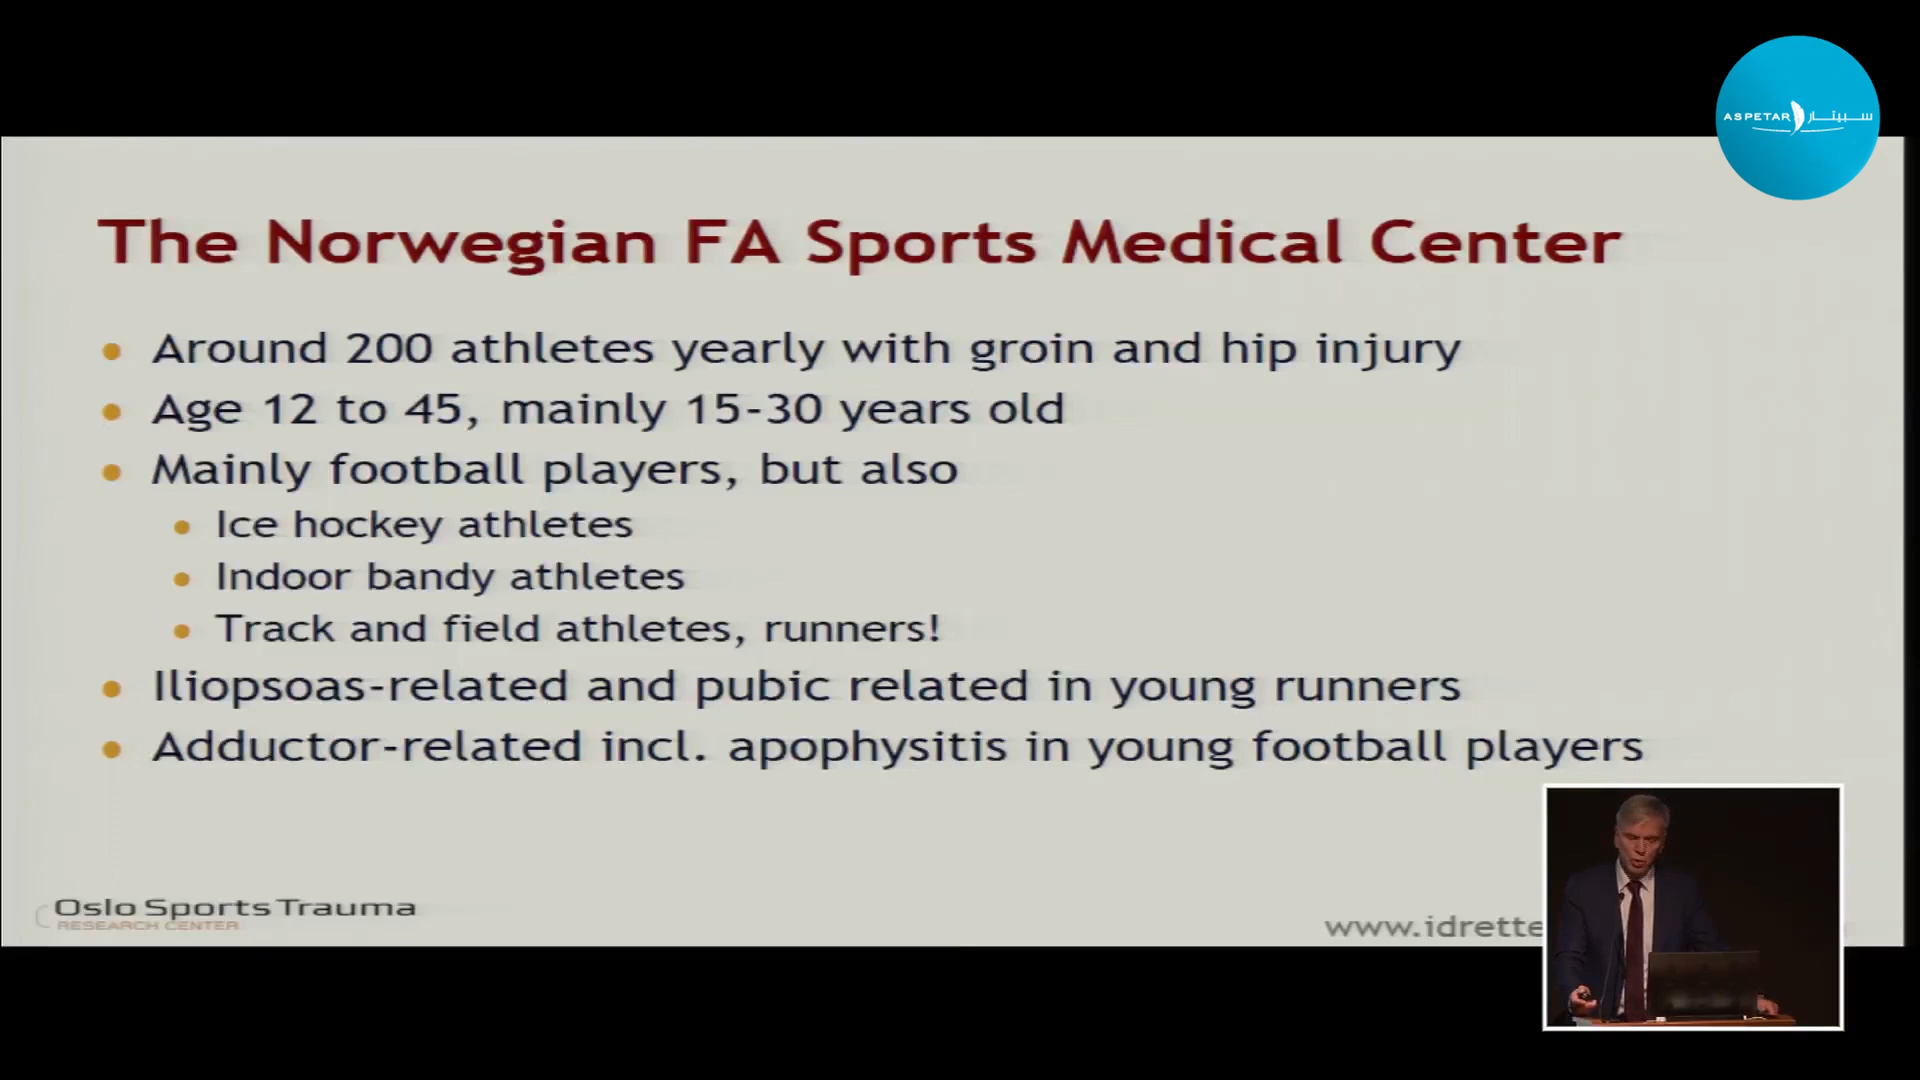 ASPETAR سبيتار
The Norwegian FA Sports Medical Center
Around 200 athletes yearly with groin and hip injury
Age 12 to 45, mainly 15-30 years old
Mainly football players, but also
Ice hockey athletes
Indoor bandy athletes
Track and field athletes, runners!
Iliopsoas-related and pubic related in young runners
Adductor-related incl. apophysitis in young football players
Oslo Sports Trauma
RESEARCH CENTER
www.idrette